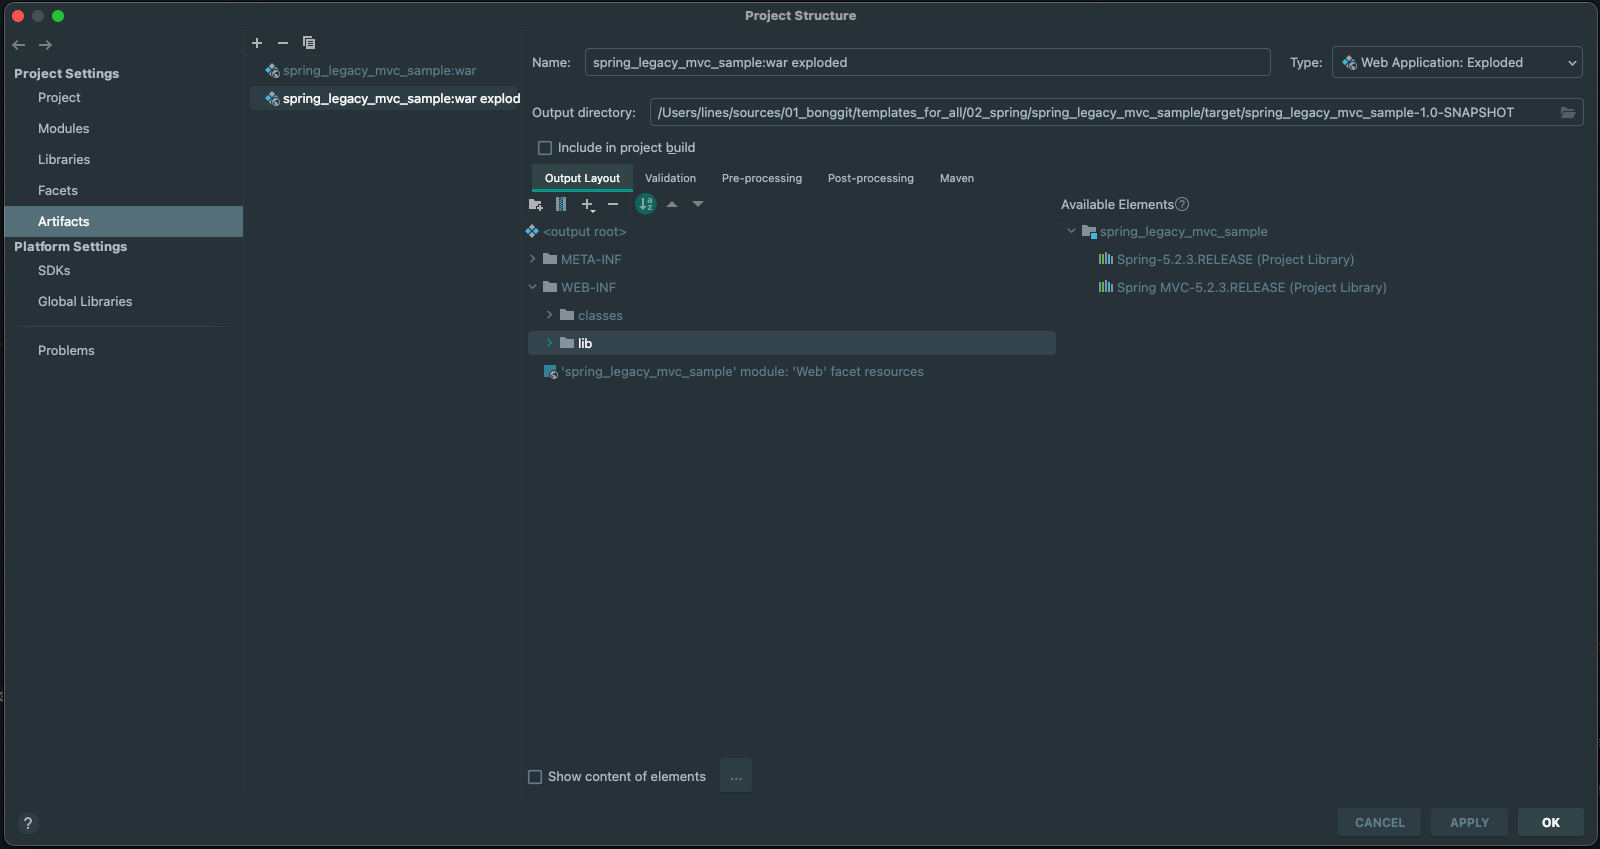 Project Structure
Project Settings
Project
Modules
Libraries
Facets
Artifacts
Platform Settings
SDKs
Global Libraries
Problems
spring_legacy_mvc_sample:war
spring_legacy_mvc_sample:war explod
Name: spring_legacy_mvc_sample:war exploded Type: Web Application: Exploded
Output directory: /Users/lines/sources/01_bonggit/templates_for_all/02_spring/spring_legacy_mvc_sample/target/spring_legacy_mvc_sample-1.0-SNAPSHOT
Include in project build
Output Layout Validation Pre-processing Post-processing Maven
<output root>
META-INF
WEB-INF
classes
lib
'spring_legacy_mvc_sample' module: 'Web' facet resources
Available Elements?
spring_legacy_mvc_sample
Spring-5.2.3.RELEASE (Project Library)
Spring MVC-5.2.3.RELEASE (Project Library)
Show content of elements ...
? CANCEL APPLY OK